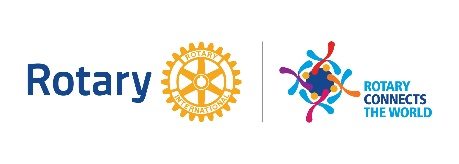 Rotary
ROTARY
INTERNATIONAL
ROTARY
CONNECTS
THE WORLD